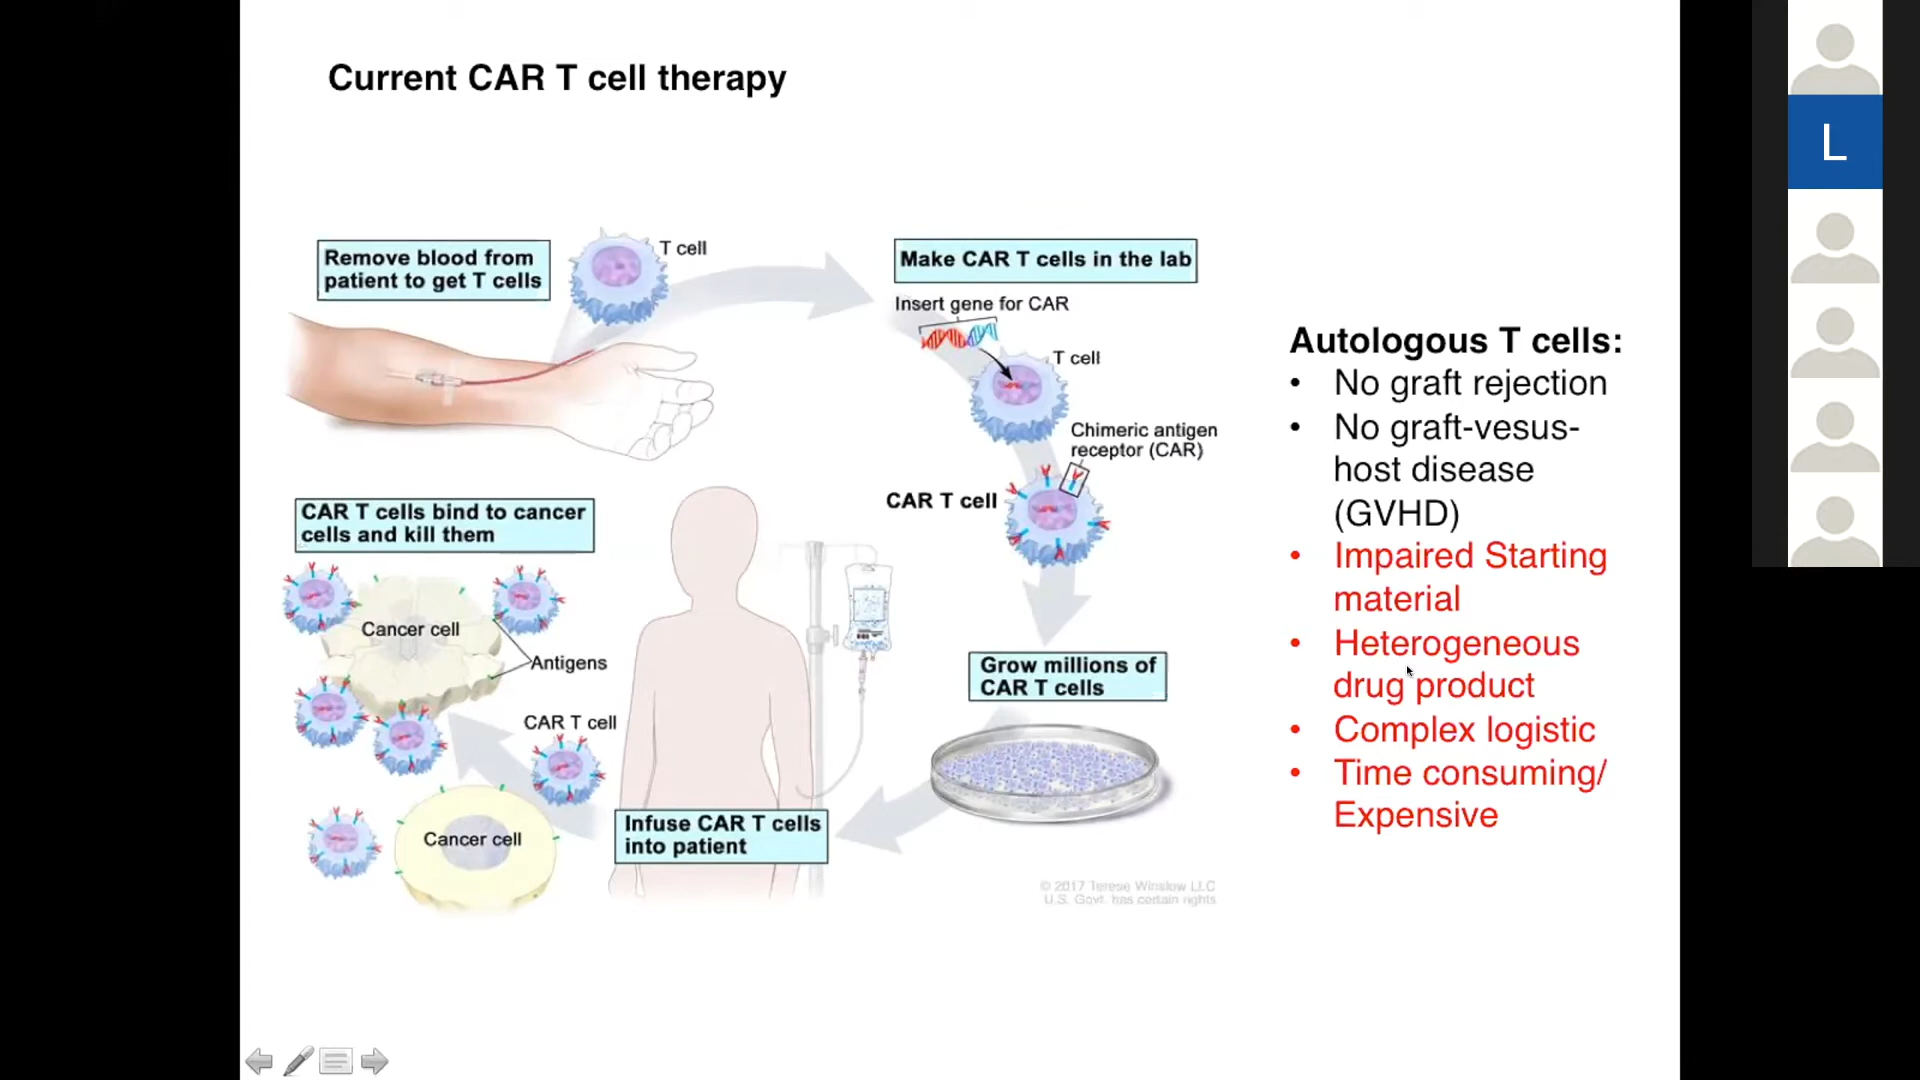 Current CAR T cell therapy
Remove blood from
patient to get T cells
T cell
Make CAR T cells in the lab
Insert gene for CAR
T cell
Chimeric antigen
receptor (CAR)
CAR T cell
Grow millions of
CAR T cells
Infuse CAR T cells
into patient
CAR T cells bind to cancer
cells and kill them
Cancer cell
Antigens
CAR T cell
Cancer cell
© 2017 Terese Winslow LLC
U.S. Govt. has certain rights
Autologous T cells:
• No graft rejection
• No graft-vesus-
host disease
(GVHD)
• Impaired Starting
material
• Heterogeneous
drug product
• Complex logistic
• Time consuming/
Expensive
L